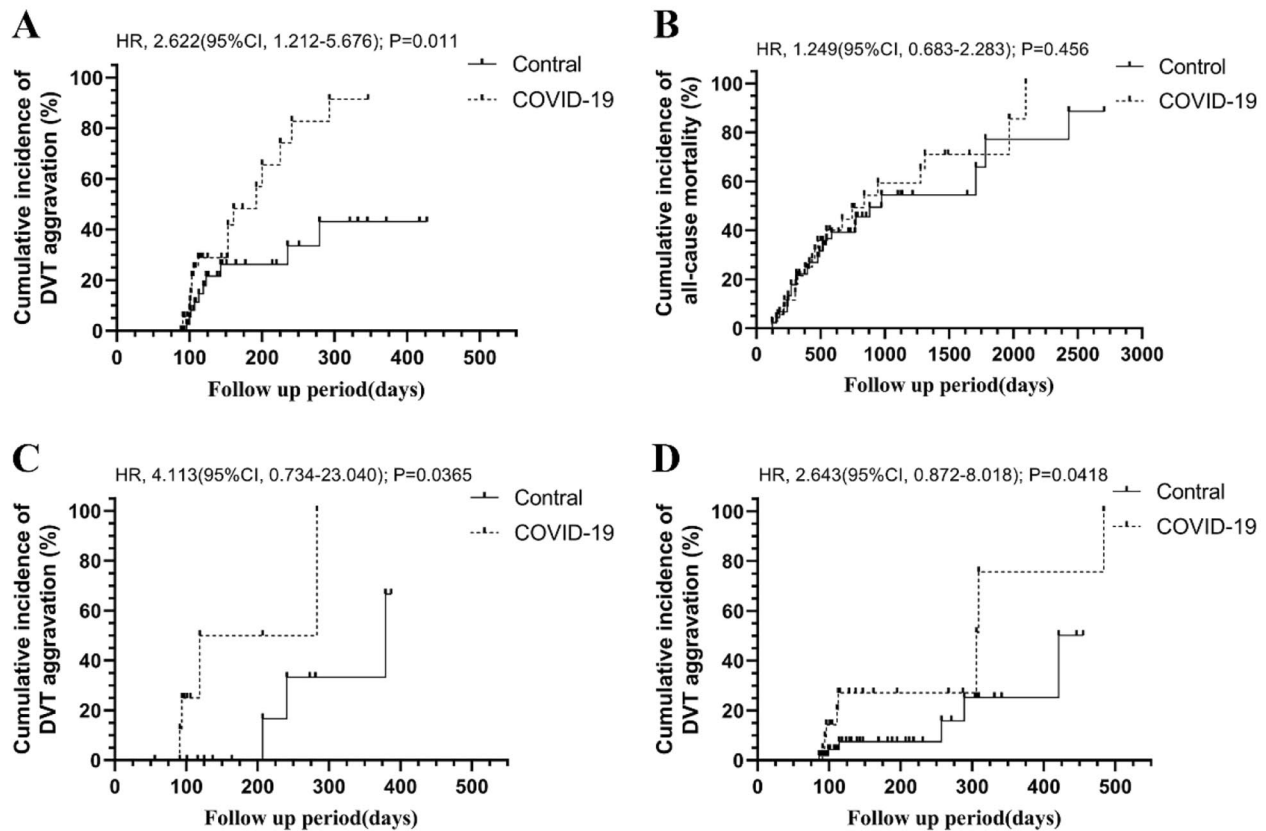 A
HR, 2.622(95%CI, 1.212-5.676); P=0.011
Contral
COVID-19
Cumulative incidence of
DVT aggravation (%)
100
80
60
40
20
0
0 100 200 300 400 500
Follow up period(days)
B
HR, 1.249(95%CI, 0.683-2.283); P=0.456
Control
COVID-19
Cumulative incidence of
all-cause mortality (%)
100
80
60
40
20
0
0 500 1000 1500 2000 2500 3000
Follow up period(days)
C
HR, 4.113(95%CI, 0.734-23.040); P=0.0365
Contral
COVID-19
Cumulative incidence of
DVT aggravation (%)
100
80
60
40
20
0
0 100 200 300 400 500
Follow up period(days)
D
HR, 2.643(95%CI, 0.872-8.018); P=0.0418
Contral
COVID-19
Cumulative incidence of
DVT aggravation (%)
100
80
60
40
20
0
0 100 200 300 400 500
Follow up period(days)